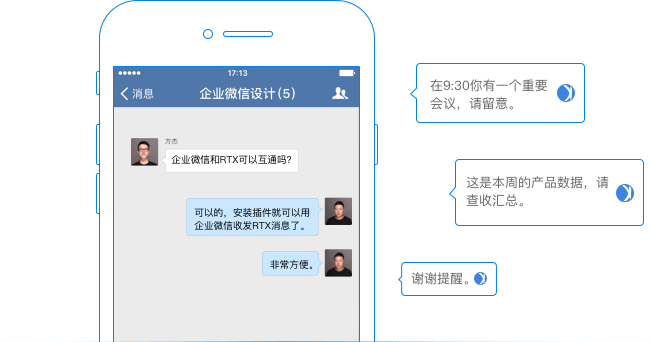 17:13
消息
企业微信设计(5)
方杰
企业微信和RTX可以互通吗?
可以的，安装插件就可以用
企业微信收发RTX消息了。
非常方便。
在9:30你有一个重要
会议，请留意。
这是本周的产品数据，请
查收汇总。
谢谢提醒。